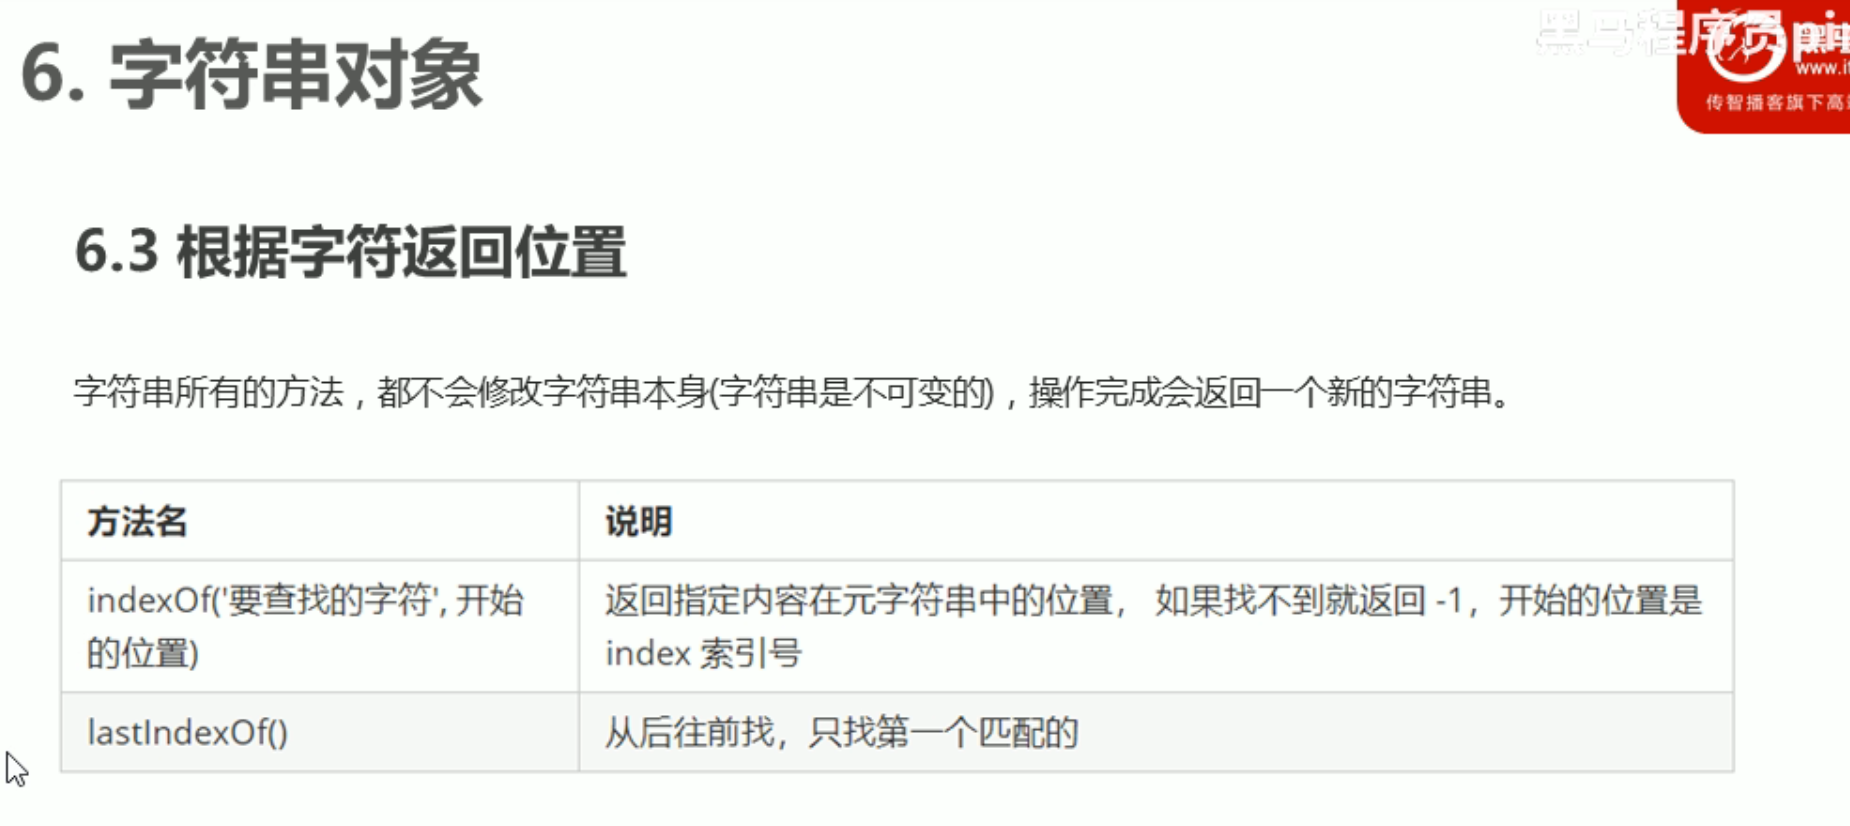 6. 字符串对象
黑马程序员pin
www.it
传智播客旗下高端
6.3 根据字符返回位置
字符串所有的方法，都不会修改字符串本身(字符串是不可变的)，操作完成会返回一个新的字符串。
方法名
说明
indexOf('要查找的字符', 开始
的位置)
返回指定内容在元字符串中的位置， 如果找不到就返回 -1，开始的位置是
index 索引号
lastIndexOf()
从后往前找，只找第一个匹配的